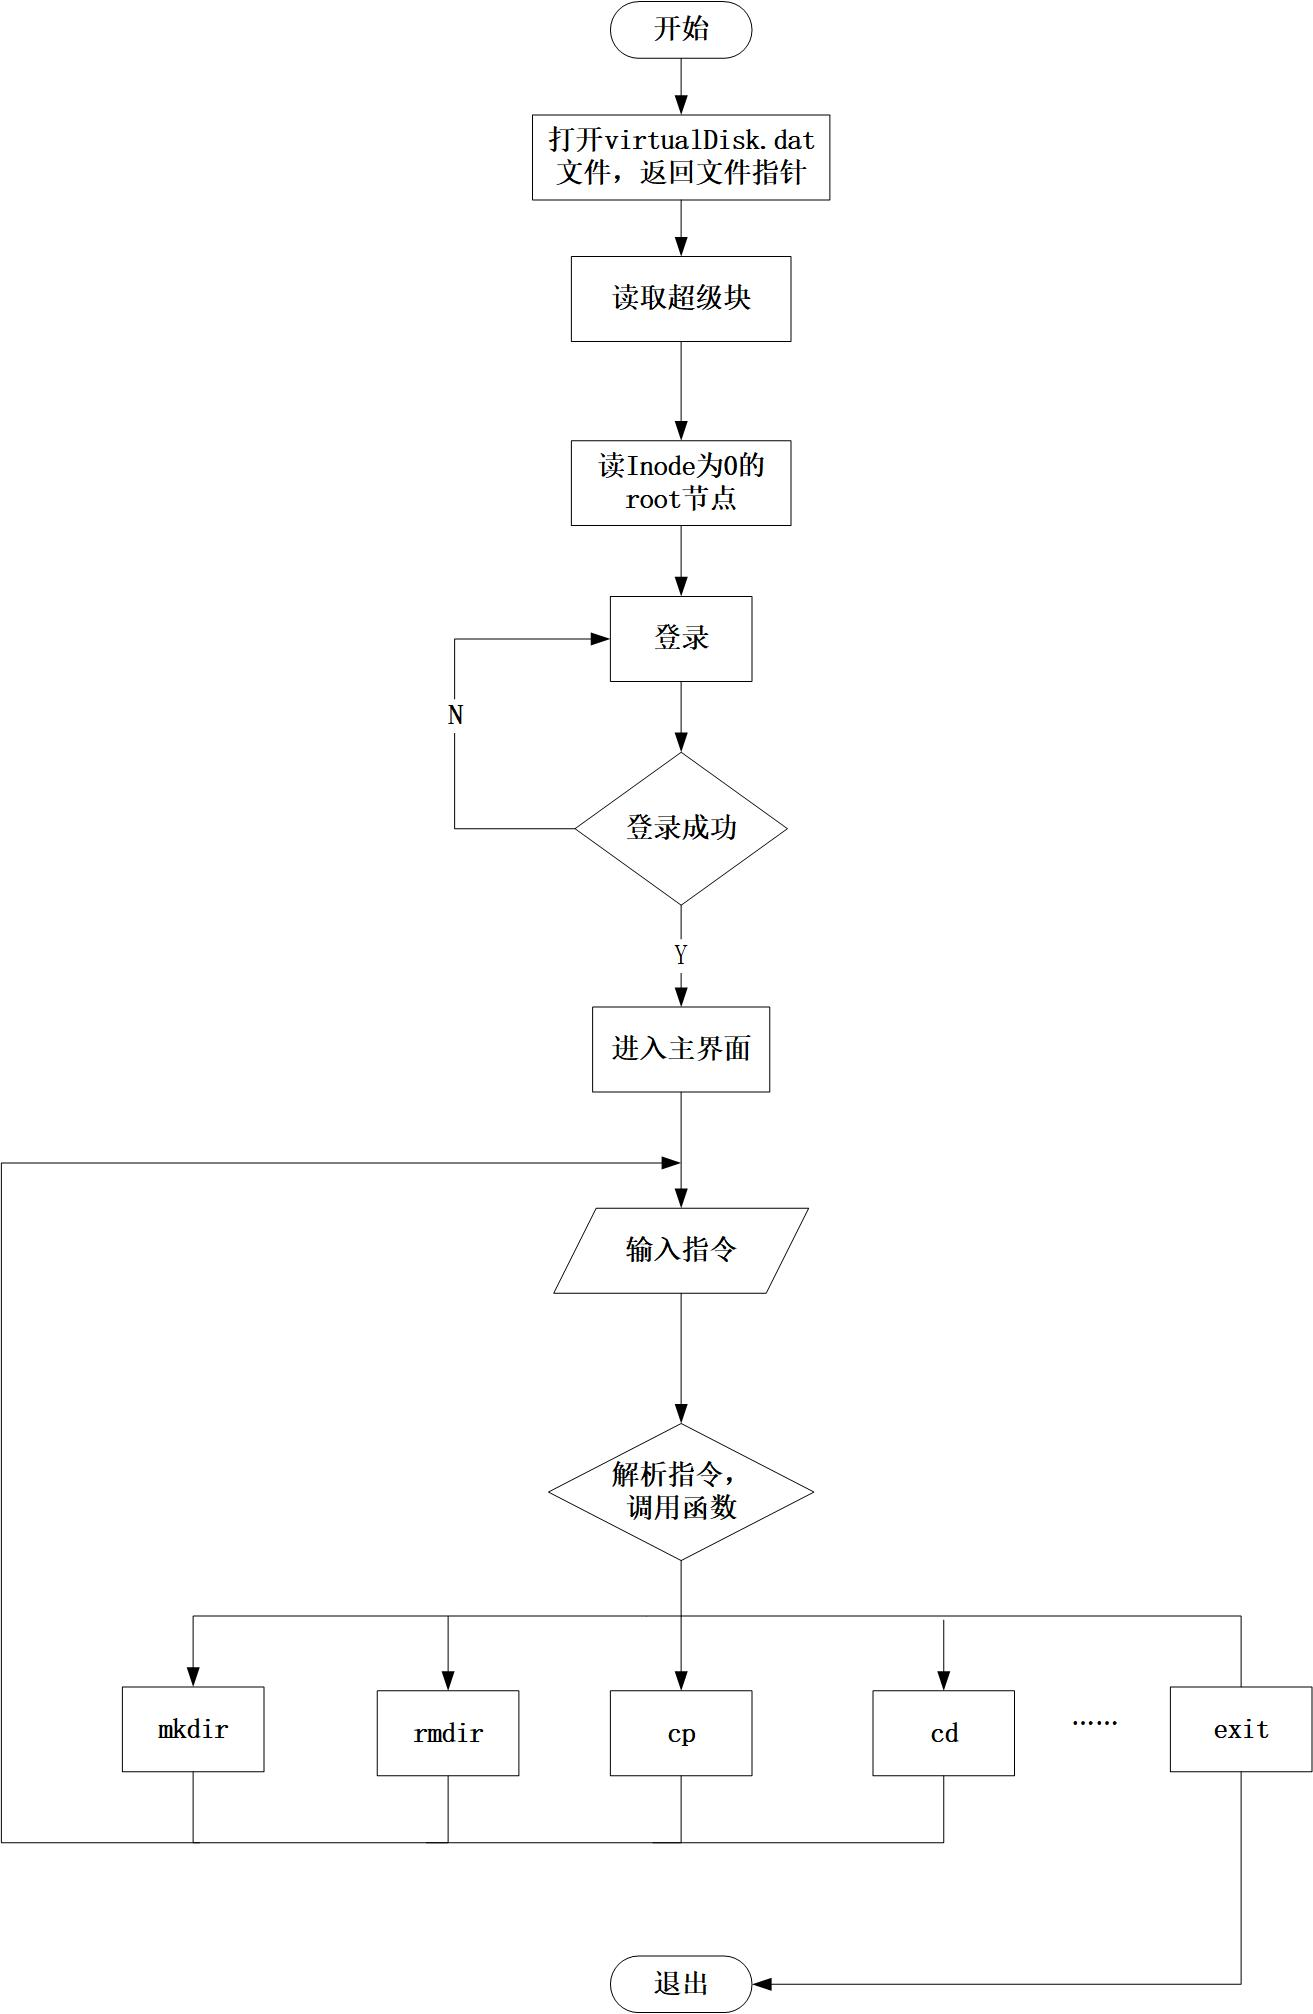 开始
打开virtualDisk.dat
文件，返回文件指针
读取超级块
读Inode为0的
root节点
登录
N
登录成功
Y
进入主界面
输入指令
解析指令，
调用函数
mkdir
rmdir
cp
cd
……
exit
退出